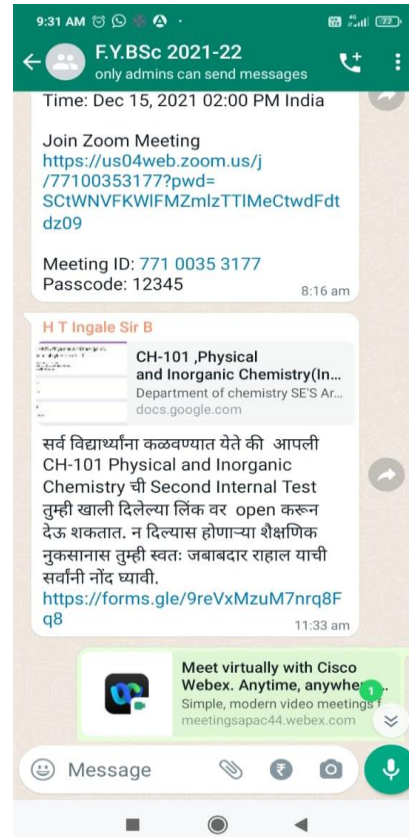 9:31 AM
77
F.Y.BSc 2021-22
only admins can send messages
Time: Dec 15, 2021 02:00 PM India
Join Zoom Meeting
https://us04web.zoom.us/j
/77100353177?pwd=
SCtWNVFKWlFMZmlzTTlMeCtwdFdt
dz09
Meeting ID: 771 0035 3177
Passcode: 12345
8:16 am
H T Ingale Sir B
CH-101 ,Physical
and Inorganic Chemistry(In...
Department of chemistry SE'S Ar...
docs.google.com
सर्व विद्यार्थ्यांना कळवण्यात येते की आपली
CH-101 Physical and Inorganic
Chemistry ची Second Internal Test
तुम्ही खाली दिलेल्या लिंक वर open करून
देऊ शकतात. न दिल्यास होणाऱ्या शैक्षणिक
नुकसानास तुम्ही स्वतः जबाबदार राहाल याची
सर्वांनी नोंद घ्यावी.
https://forms.gle/9reVxMzuM7nrq8F
q8
11:33 am
Meet virtually with Cisco
Webex. Anytime, anywhe...
1
Simple, modern video meetings f
meetingsapac44.webex.com
Message